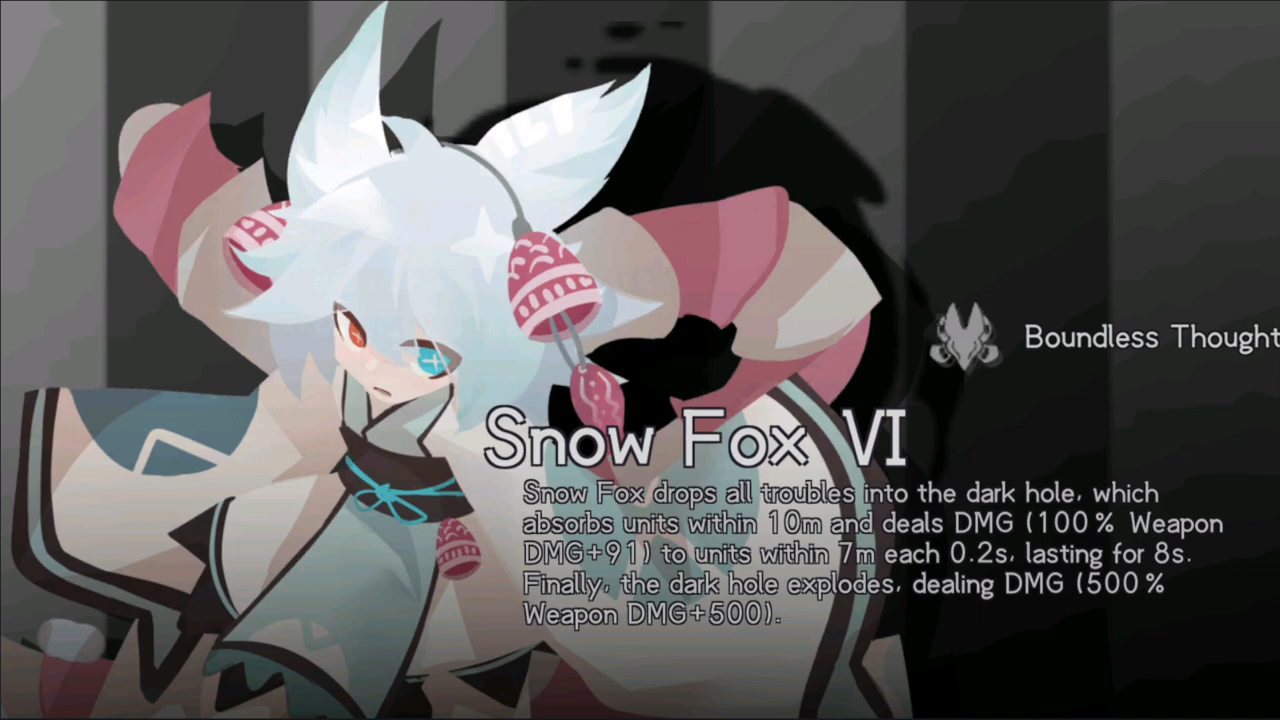 Boundless Thought
Snow Fox VI
Snow Fox drops all troubles into the dark hole, which
absorbs units within 10m and deals DMG (100% Weapon
DMG+91) to units within 7m each 0.2s, lasting for 8s.
Finally, the dark hole explodes, dealing DMG (500%
Weapon DMG+500).